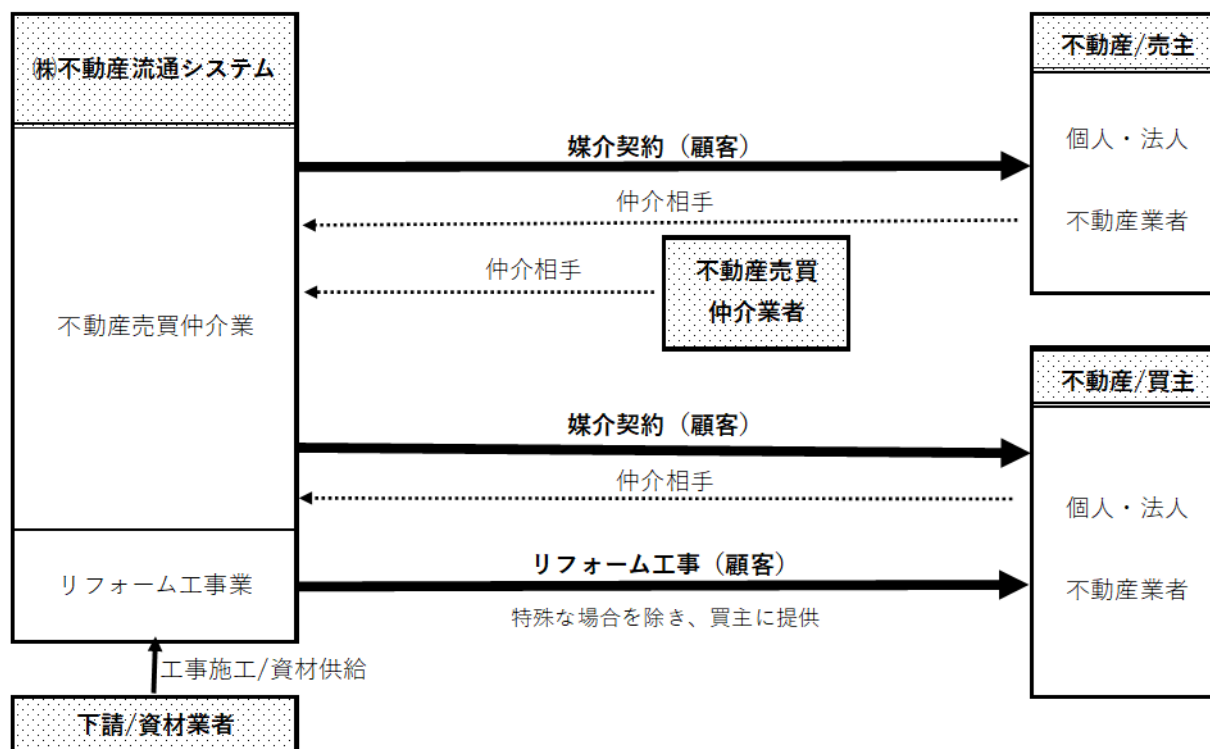 ㈱不動産流通システム
不動産売買仲介業
リフォーム工事業
工事施工/資材供給
下請/資材業者
媒介契約（顧客）
仲介相手
仲介相手
不動産売買
仲介業者
媒介契約（顧客）
仲介相手
リフォーム工事（顧客）
特殊な場合を除き、買主に提供
不動産/売主
個人・法人
不動産業者
不動産/買主
個人・法人
不動産業者